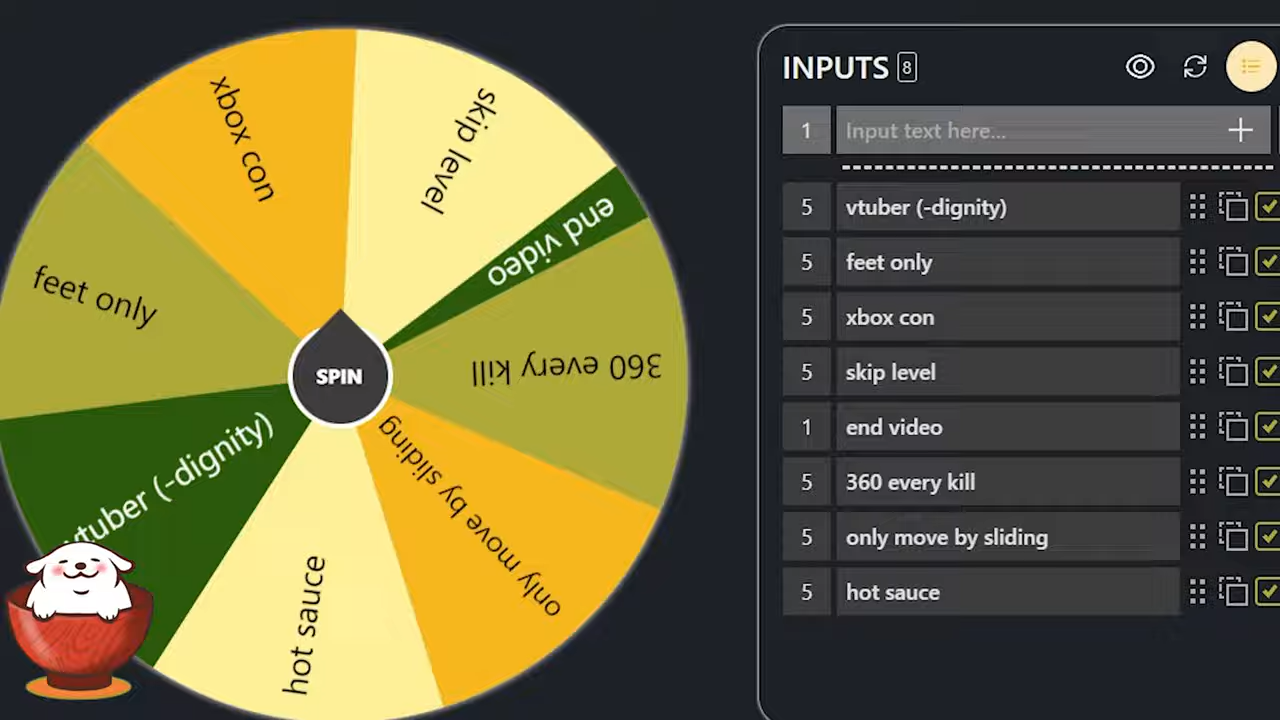 xbox con
skip level
end video
feet only
360 every kill
SPIN
vtuber (-dignity)
only move by sliding
hot sauce
INPUTS 8
1 Input text here...
5 vtuber (-dignity)
5 feet only
5 xbox con
5 skip level
1 end video
5 360 every kill
5 only move by sliding
5 hot sauce